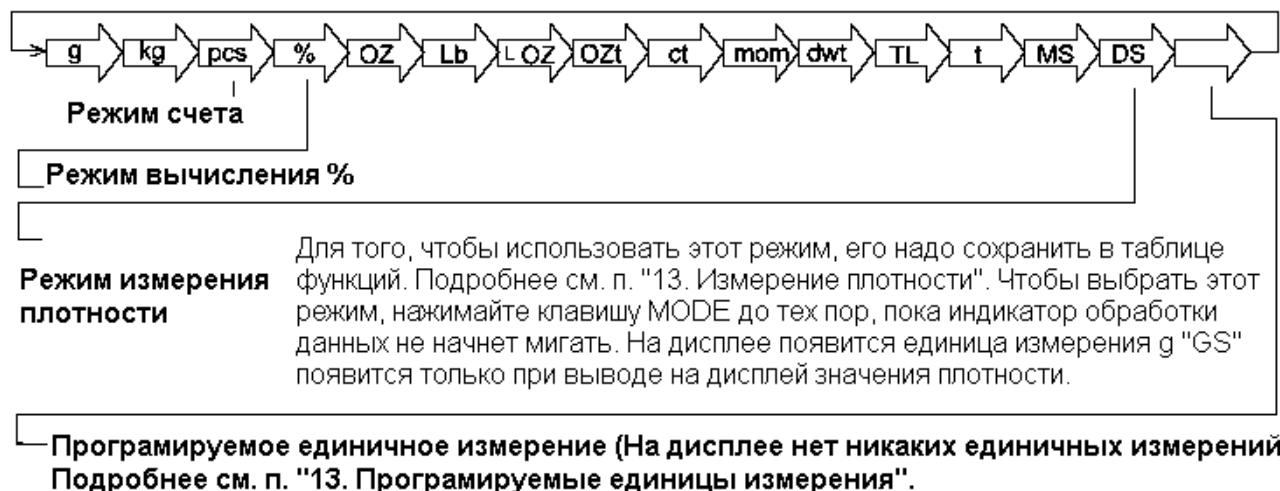 g kg pcs % OZ Lb L OZ OZt ct mom dwt TL t MS DS
Режим счета
Режим вычисления %
Режим измерения плотности
Для того, чтобы использовать этот режим, его надо сохранить в таблице
функций. Подробнее см. п. "13. Измерение плотности". Чтобы выбрать этот
режим, нажимайте клавишу MODE до тех пор, пока индикатор обработки
данных не начнет мигать. На дисплее появится единица измерения g "GS"
появится только при выводе на дисплей значения плотности.
Програмируемое единичное измерение (На дисплее нет никаких единичных измерений
Подробнее см. п. "13. Програмируемые единицы измерения".